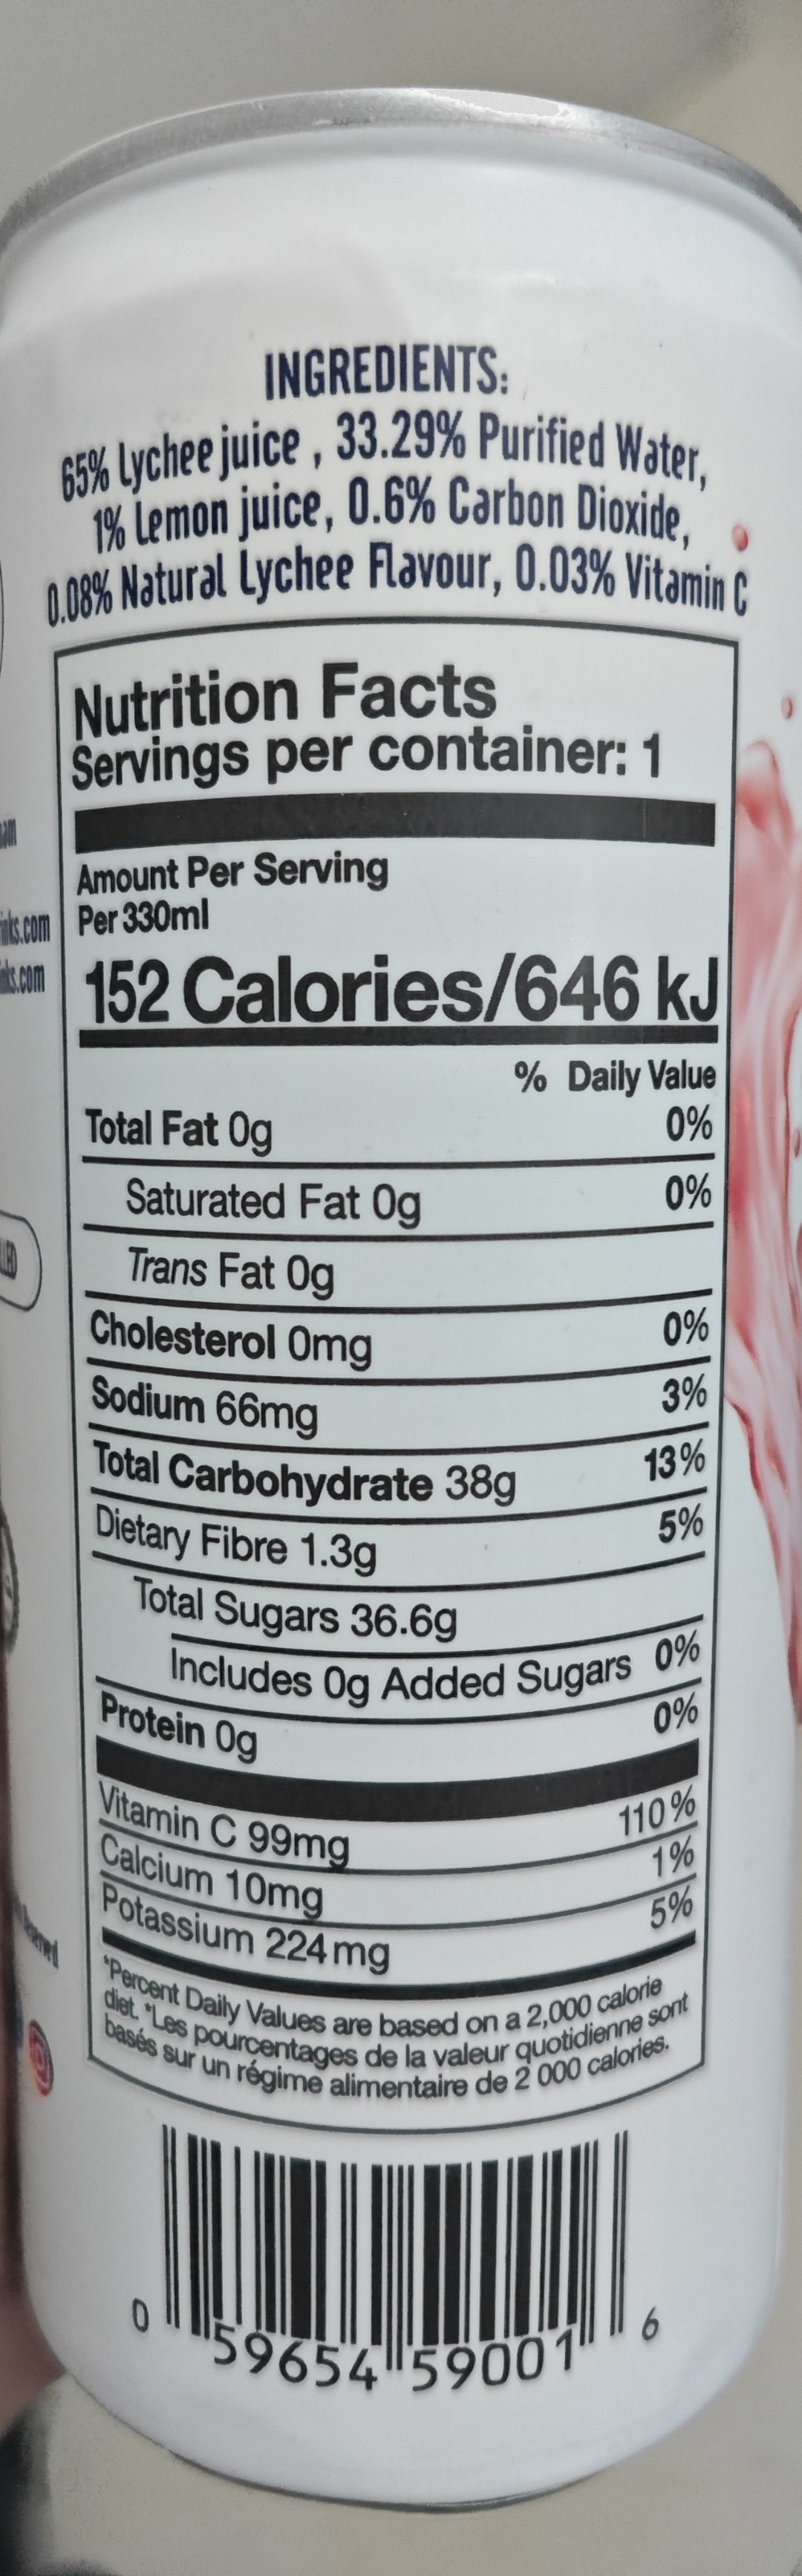 INGREDIENTS:
65% Lychee juice , 33.29% Purified Water,
1% Lemon juice, 0.6% Carbon Dioxide,
0.08% Natural Lychee Flavour, 0.03% Vitamin C
Nutrition Facts
Servings per container: 1
Amount Per Serving
Per 330ml
152 Calories/646 kJ
% Daily Value
Total Fat 0g 0%
Saturated Fat 0g 0%
Trans Fat 0g
Cholesterol 0mg 0%
Sodium 66mg 3%
Total Carbohydrate 38g 13%
Dietary Fibre 1.3g 5%
Total Sugars 36.6g
Includes 0g Added Sugars 0%
Protein 0g 0%
Vitamin C 99mg 110%
Calcium 10mg 1%
Potassium 224mg 5%
*Percent Daily Values are based on a 2,000 calorie
diet. *Les pourcentages de la valeur quotidienne sont
basés sur un régime alimentaire de 2 000 calories.
0 59654 59001 6